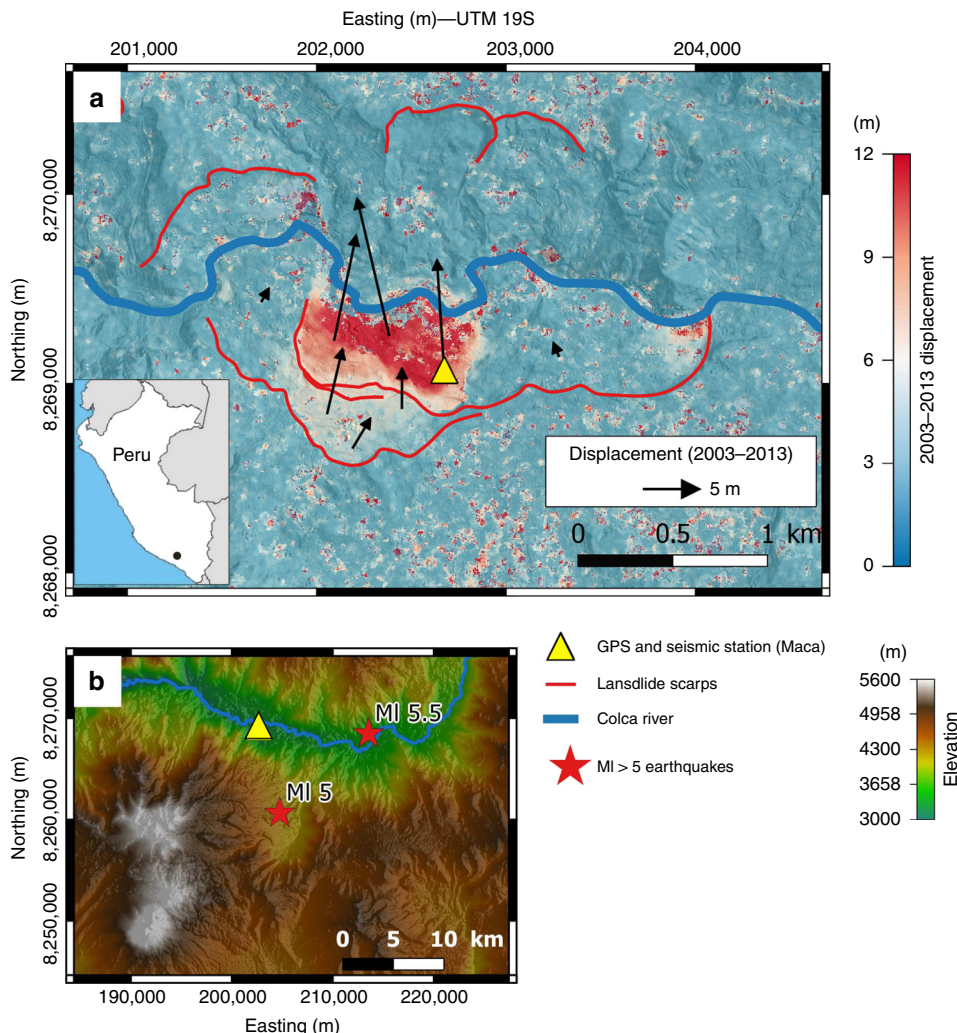 Easting (m)—UTM 19S
201,000 202,000 203,000 204,000
a
Northing (m)
8,270,000
8,269,000
8,268,000
Peru
Displacement (2003–2013)
5 m
0 0.5 1 km
(m)
12
9
6
3
0
2003–2013 displacement
b
Northing (m)
8,270,000
8,260,000
8,250,000
Ml 5.5
Ml 5
0 5 10 km
190,000 200,000 210,000 220,000
Easting (m)
GPS and seismic station (Maca)
Lansdlide scarps
Colca river
Ml > 5 earthquakes
(m)
5600
4958
4300
3658
3000
Elevation